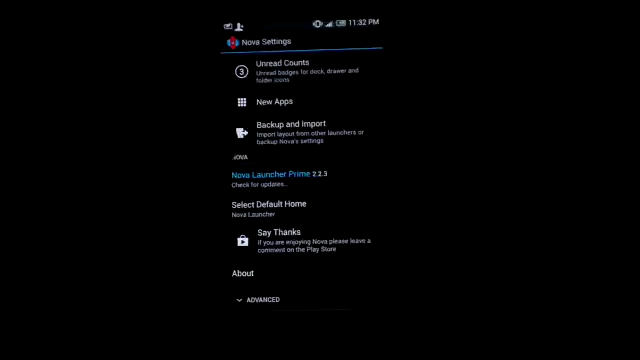 11:32 PM
Nova Settings
3
Unread Counts
Unread badges for dock, drawer and
folder icons
New Apps
Backup and Import
Import layout from other launchers or
backup Nova's settings
NOVA
Nova Launcher Prime 2.2.3
Check for updates...
Select Default Home
Nova Launcher
Say Thanks
If you are enjoying Nova please leave a
comment on the Play Store
About
ADVANCED